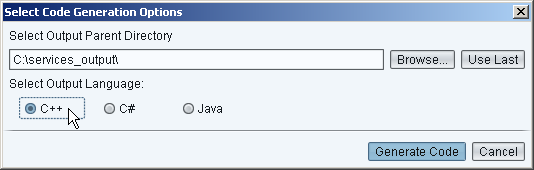 Select Code Generation Options
Select Output Parent Directory
C:\services_output\ Browse... Use Last
Select Output Language:
C++ C# Java
Generate Code Cancel